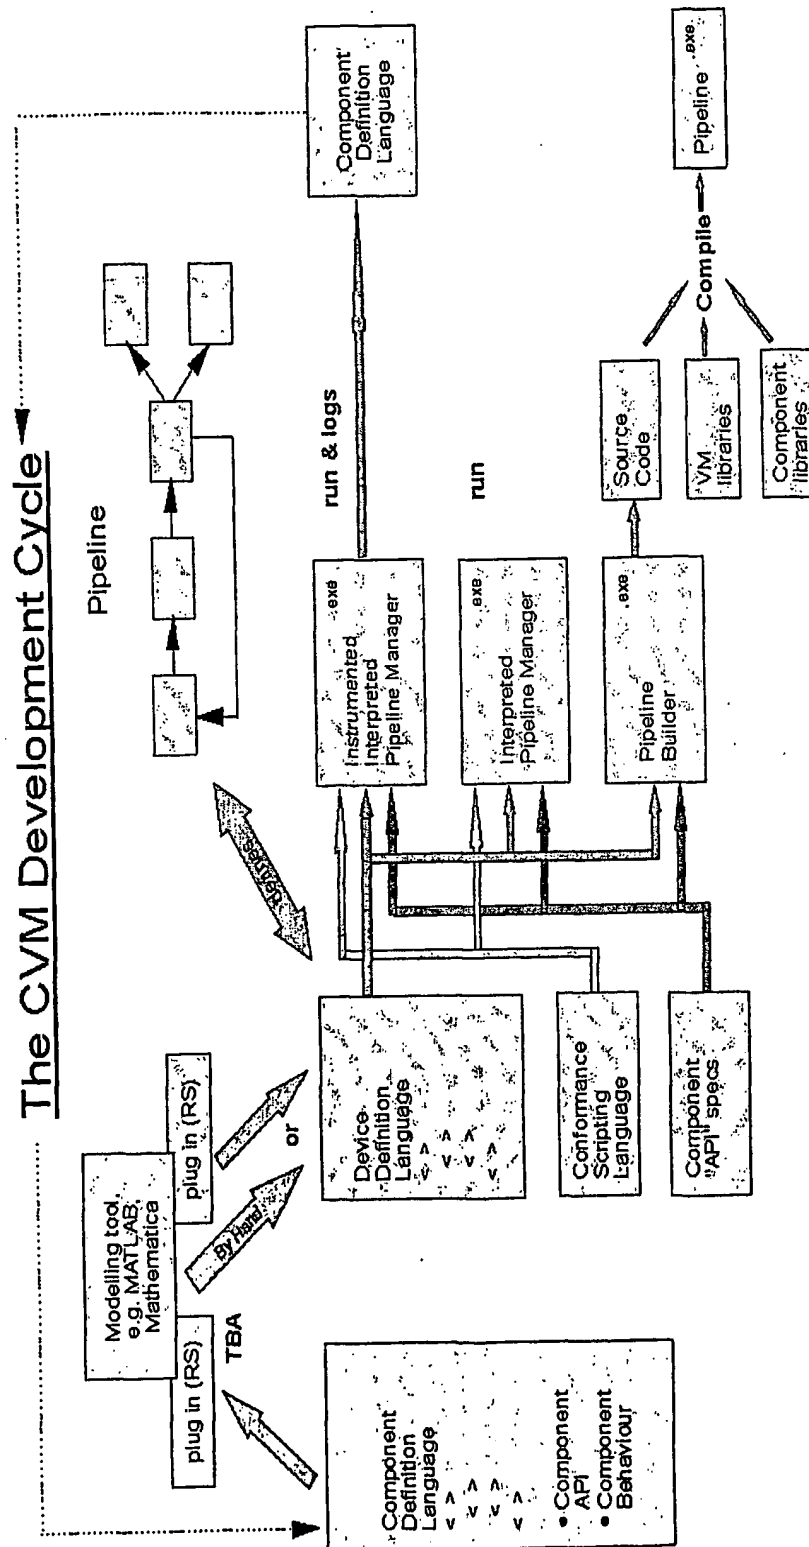 The CVM Development Cycle
Modelling tool,
e.g. MATLAB,
Mathematica
plug in (RS)
plug in (RS)
TBA
By Hand
or
defines
Pipeline
Component
Definition
Language
< >
< >
< >
< >
• Component
API
• Component
Behaviour
Device
Definition
Language
< >
< >
< >
< >
Conformance
Scripting
Language
Component
"API" specs
Instrumented
Interpreted
Pipeline Manager
.exe
Interpreted
Pipeline Manager
.exe
Pipeline
Builder
.exe
run & logs
run
Component
Definition
Language
Source
Code
VM
libraries
Component
libraries
Compile
Pipeline
.exe